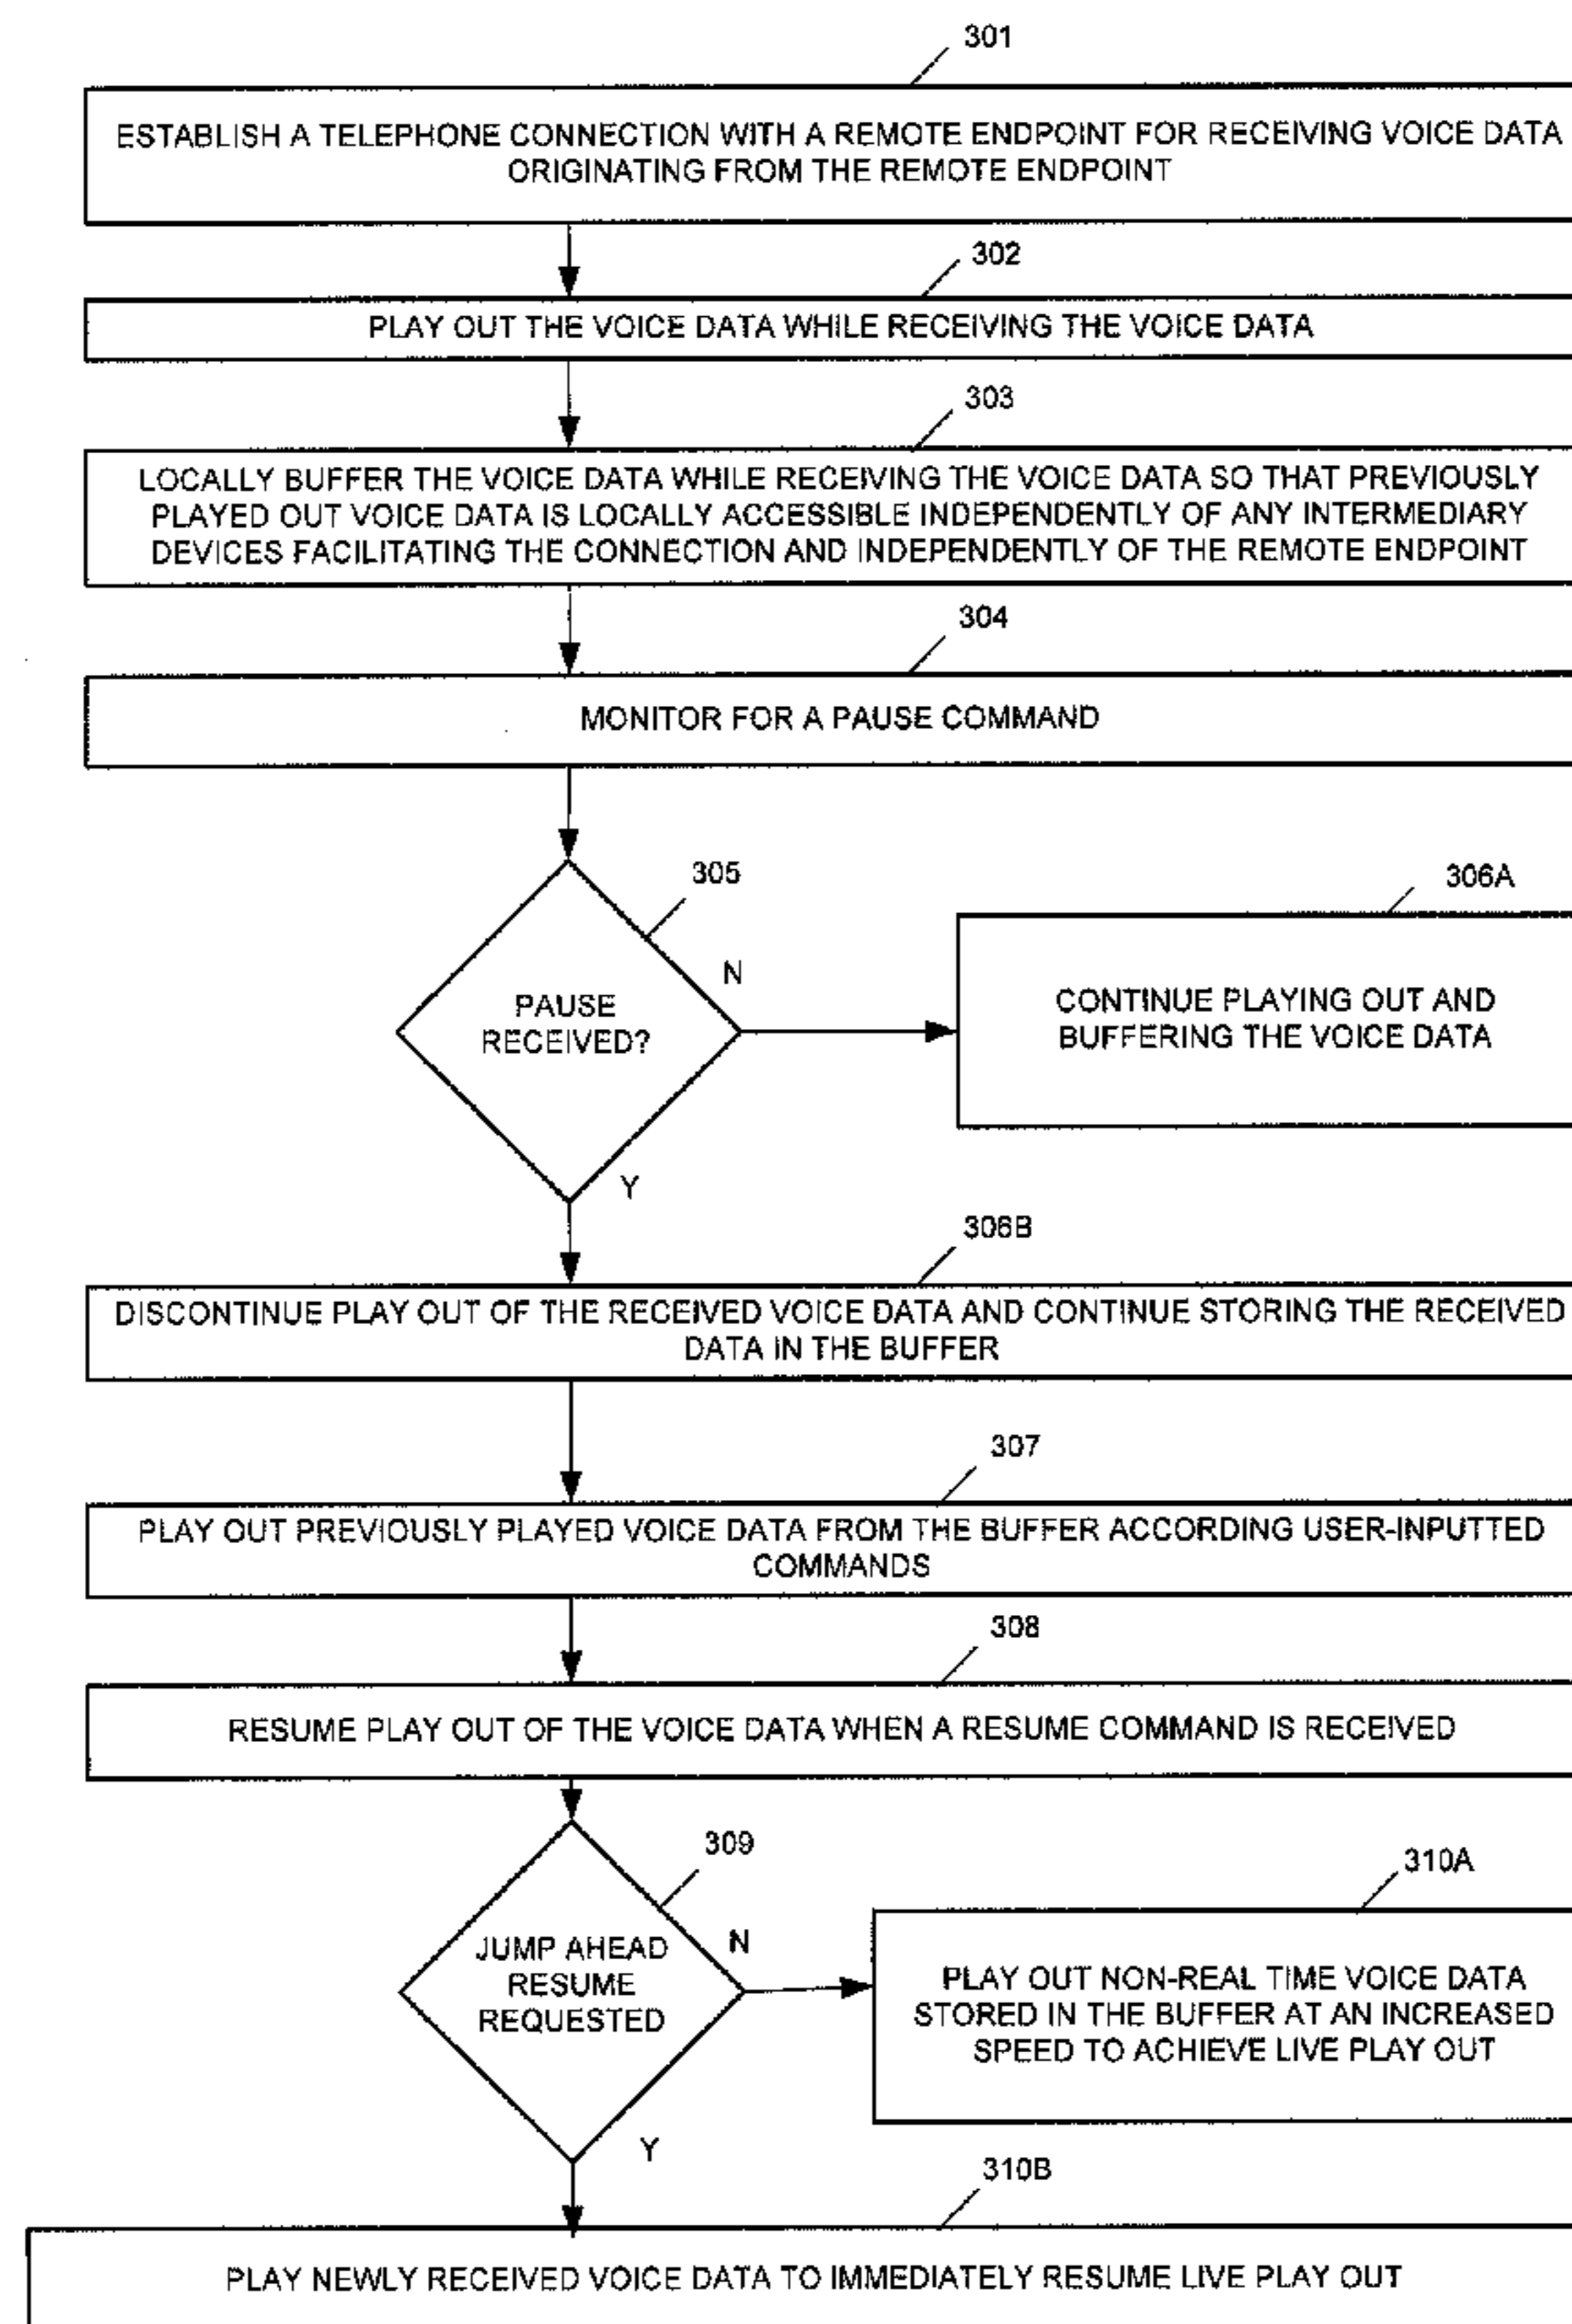 301
ESTABLISH A TELEPHONE CONNECTION WITH A REMOTE ENDPOINT FOR RECEIVING VOICE DATA
ORIGINATING FROM THE REMOTE ENDPOINT
302
PLAY OUT THE VOICE DATA WHILE RECEIVING THE VOICE DATA
303
LOCALLY BUFFER THE VOICE DATA WHILE RECEIVING THE VOICE DATA SO THAT PREVIOUSLY
PLAYED OUT VOICE DATA IS LOCALLY ACCESSIBLE INDEPENDENTLY OF ANY INTERMEDIARY
DEVICES FACILITATING THE CONNECTION AND INDEPENDENTLY OF THE REMOTE ENDPOINT
304
MONITOR FOR A PAUSE COMMAND
305
PAUSE
RECEIVED?
N
Y
306A
CONTINUE PLAYING OUT AND
BUFFERING THE VOICE DATA
306B
DISCONTINUE PLAY OUT OF THE RECEIVED VOICE DATA AND CONTINUE STORING THE RECEIVED
DATA IN THE BUFFER
307
PLAY OUT PREVIOUSLY PLAYED VOICE DATA FROM THE BUFFER ACCORDING USER-INPUTTED
COMMANDS
308
RESUME PLAY OUT OF THE VOICE DATA WHEN A RESUME COMMAND IS RECEIVED
309
JUMP AHEAD
RESUME
REQUESTED
N
Y
310A
PLAY OUT NON-REAL TIME VOICE DATA
STORED IN THE BUFFER AT AN INCREASED
SPEED TO ACHIEVE LIVE PLAY OUT
310B
PLAY NEWLY RECEIVED VOICE DATA TO IMMEDIATELY RESUME LIVE PLAY OUT